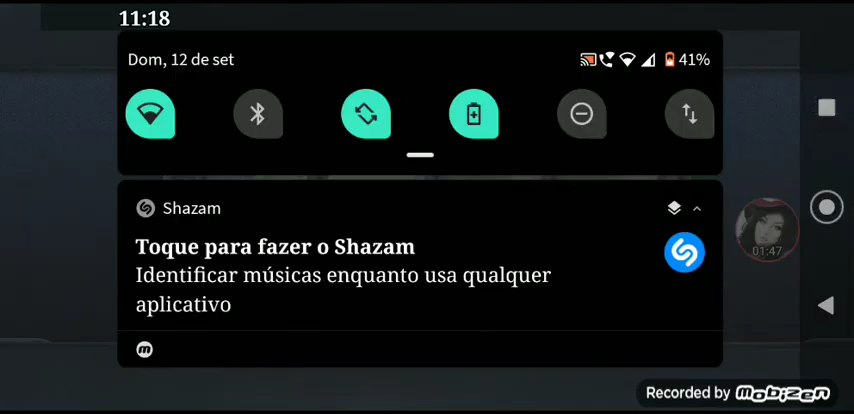 11:18
Dom, 12 de set
41%
Shazam
Toque para fazer o Shazam
Identificar músicas enquanto usa qualquer
aplicativo
01:47
Recorded by mobizen